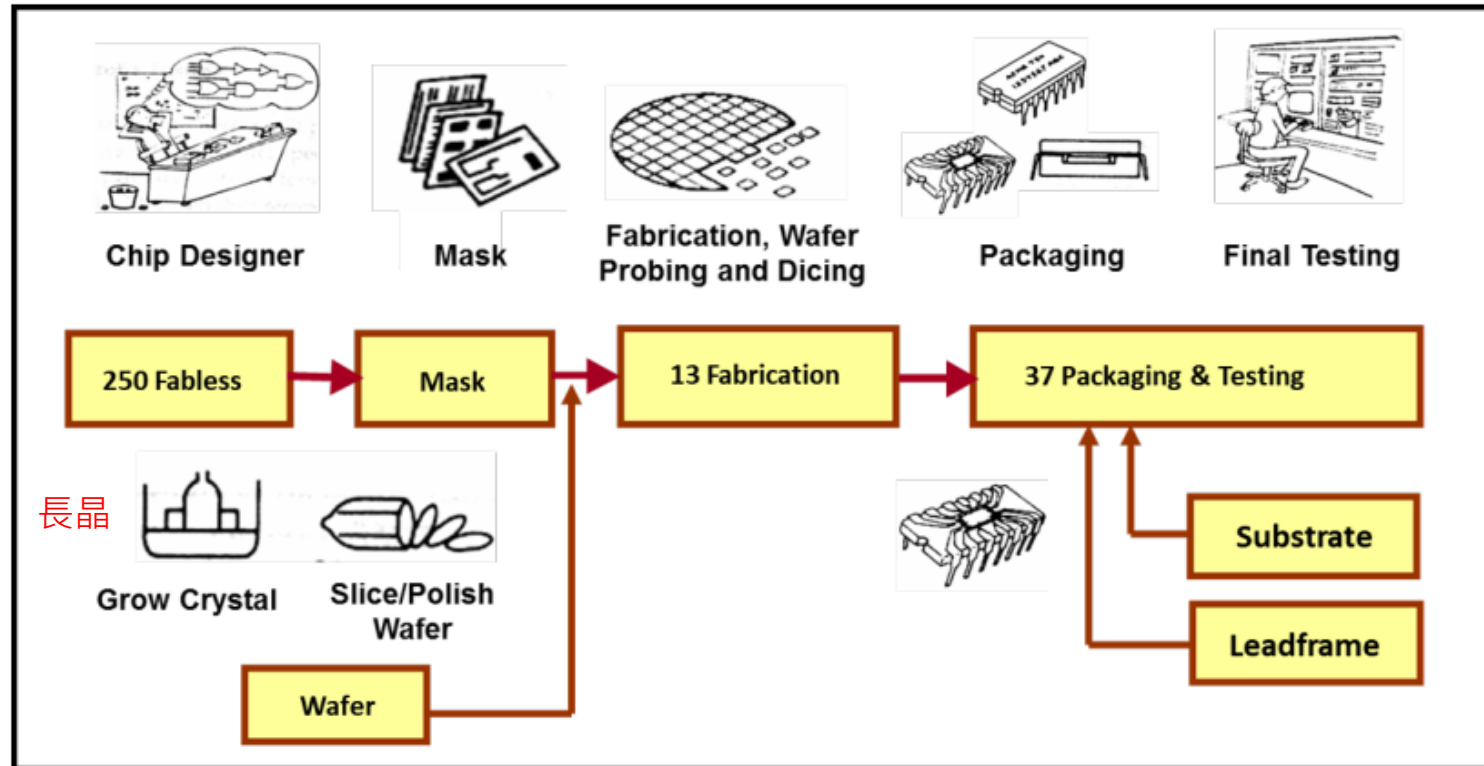 Chip Designer
Mask
Fabrication, Wafer
Probing and Dicing
Packaging
Final Testing
250 Fabless
Mask
13 Fabrication
37 Packaging & Testing
長晶
Grow Crystal
Slice/Polish
Wafer
Substrate
Leadframe
Wafer